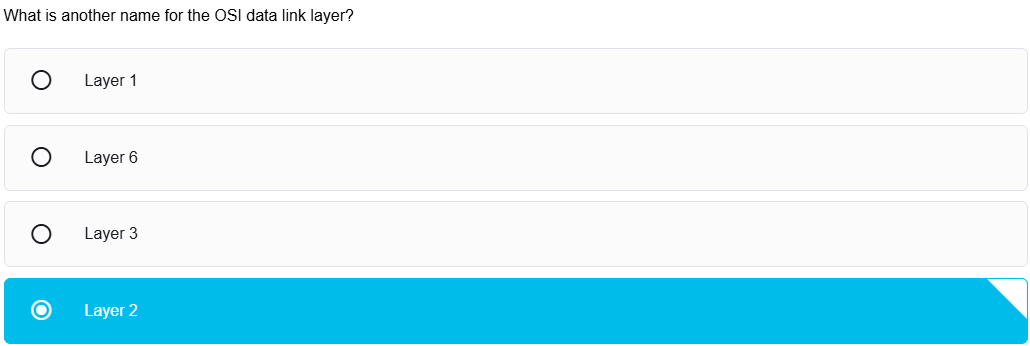 What is another name for the OSI data link layer?
Layer 1
Layer 6
Layer 3
Layer 2